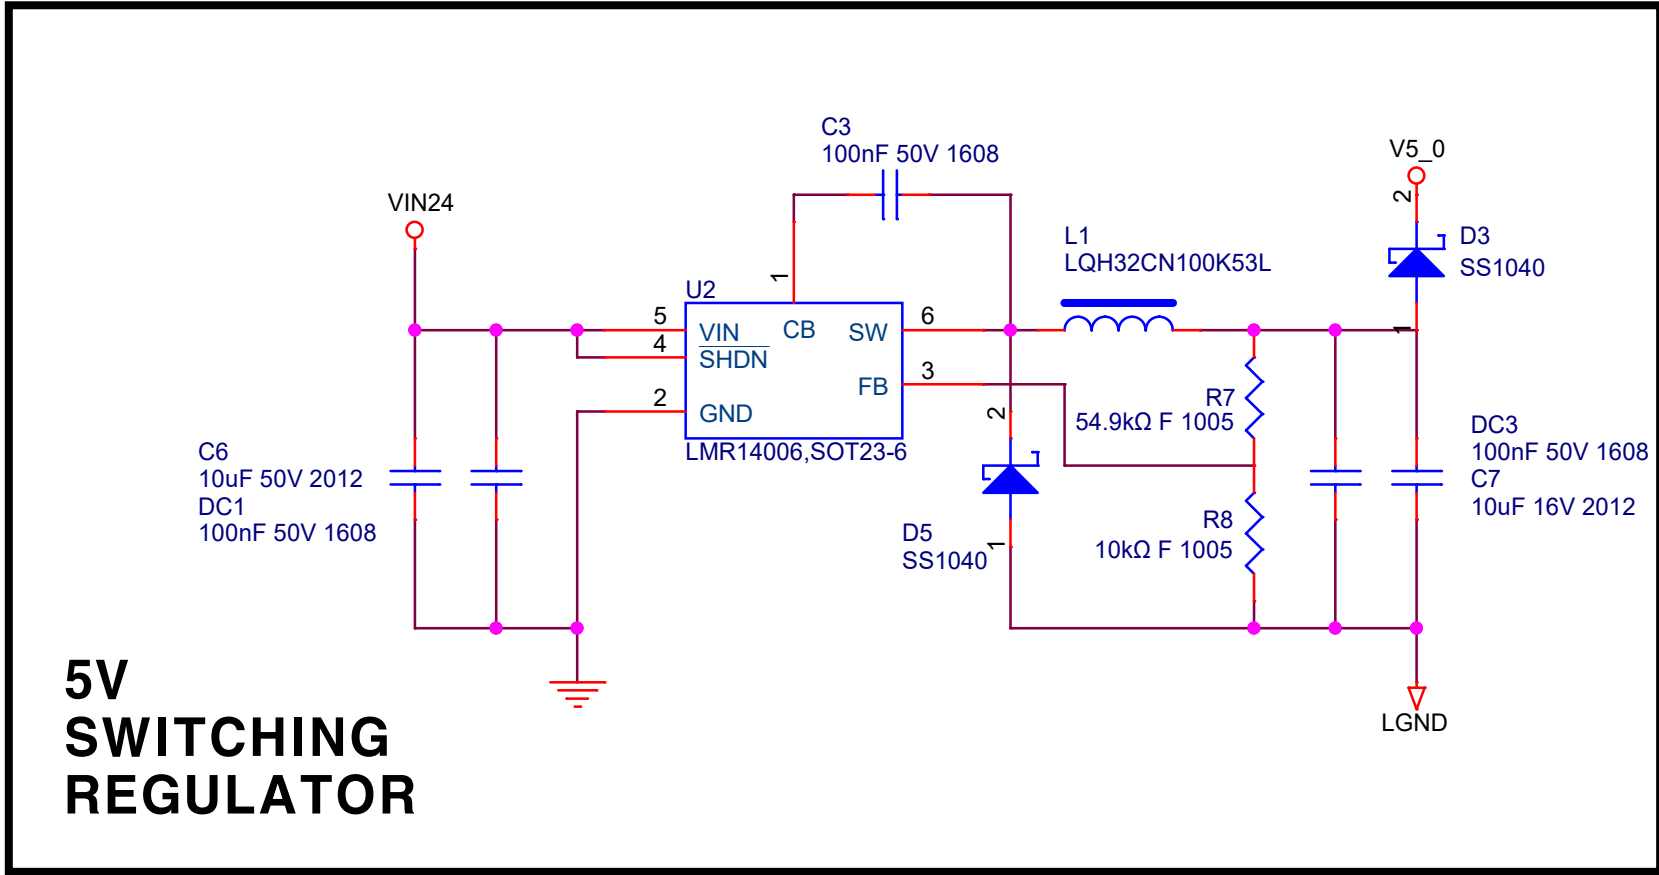 C3
100nF 50V 1608
V5_0
2
VIN24
L1
LQH32CN100K53L
D3
SS1040
1
U2
5
VIN
CB
SW
6
1
4
SHDN
FB
3
2
GND
LMR14006,SOT23-6
2
R7
54.9kΩ F 1005
C6
10uF 50V 2012
DC1
100nF 50V 1608
DC3
100nF 50V 1608
C7
10uF 16V 2012
D5
SS1040
1
R8
10kΩ F 1005
5V
SWITCHING
REGULATOR
LGND